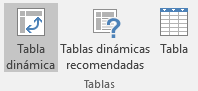 Tabla
dinámica
Tablas dinámicas
recomendadas
Tabla
Tablas